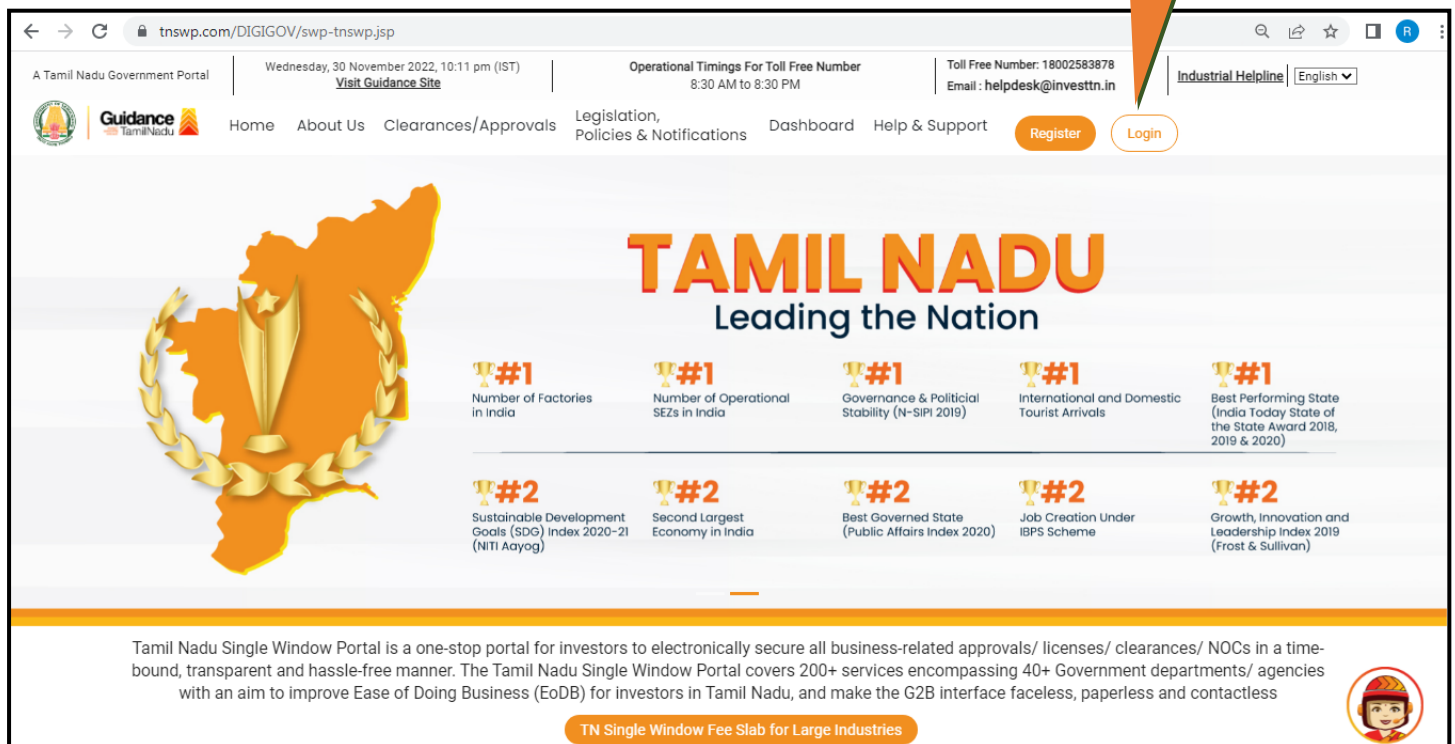 tnswp.com/DIGIGOV/swp-tnswp.jsp
R
A Tamil Nadu Government Portal
Wednesday, 30 November 2022, 10:11 pm (IST)
Visit Guidance Site
Operational Timings For Toll Free Number
8:30 AM to 8:30 PM
Toll Free Number: 18002583878
Email : helpdesk@investtn.in
Industrial Helpline
English
Guidance
TamilNadu
Home
About Us
Clearances/Approvals
Legislation,
Policies & Notifications
Dashboard
Help & Support
Register
Login
TAMIL NADU
Leading the Nation
#1
Number of Factories
in India
#1
Number of Operational
SEZs in India
#1
Governance & Politicial
Stability (N-SIPI 2019)
#1
International and Domestic
Tourist Arrivals
#1
Best Performing State
(India Today State of
the State Award 2018,
2019 & 2020)
#2
Sustainable Development
Goals (SDG) Index 2020-21
(NITI Aayog)
#2
Second Largest
Economy in India
#2
Best Governed State
(Public Affairs Index 2020)
#2
Job Creation Under
IBPS Scheme
#2
Growth, Innovation and
Leadership Index 2019
(Frost & Sullivan)
Tamil Nadu Single Window Portal is a one-stop portal for investors to electronically secure all business-related approvals/ licenses/ clearances/ NOCs in a time-
bound, transparent and hassle-free manner. The Tamil Nadu Single Window Portal covers 200+ services encompassing 40+ Government departments/ agencies
with an aim to improve Ease of Doing Business (EoDB) for investors in Tamil Nadu, and make the G2B interface faceless, paperless and contactless
TN Single Window Fee Slab for Large Industries